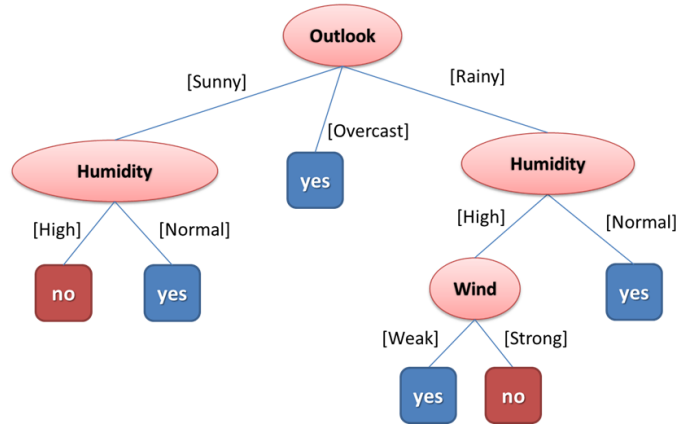 Outlook
[Sunny]
[Rainy]
[Overcast]
Humidity
yes
Humidity
[High]
[Normal]
[High]
[Normal]
no
yes
Wind
yes
[Weak]
[Strong]
yes
no